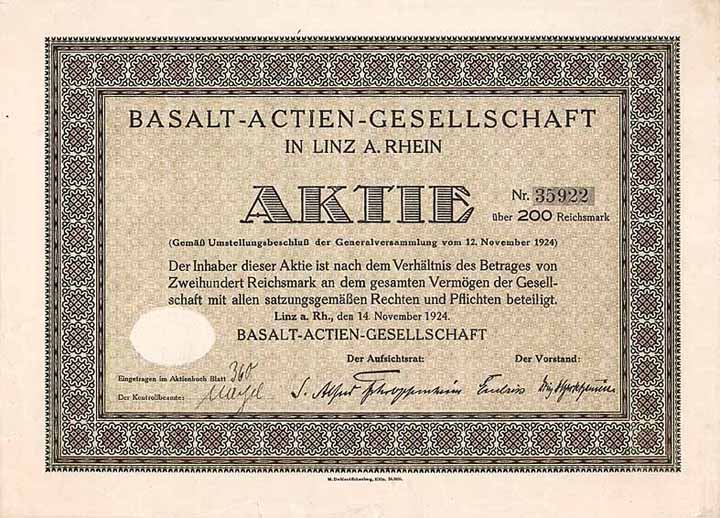 BASALT-ACTIEN-GESELLSCHAFT
IN LINZ A. RHEIN
AKTIE
Nr. 35922
über 200 Reichsmark
(Gemäß Umstellungsbeschluß der Generalversammlung vom 12. November 1924)
Der Inhaber dieser Aktie ist nach dem Verhältnis des Betrages von
Zweihundert Reichsmark an dem gesamten Vermögen der Gesell-
schaft mit allen satzungsgemäßen Rechten und Pflichten beteiligt.
Linz a. Rh., den 14. November 1924.
BASALT-ACTIEN-GESELLSCHAFT
Der Aufsichtsrat:
Der Vorstand:
Eingetragen im Aktienbuch Blatt 360
Der Kontrollbeamte: